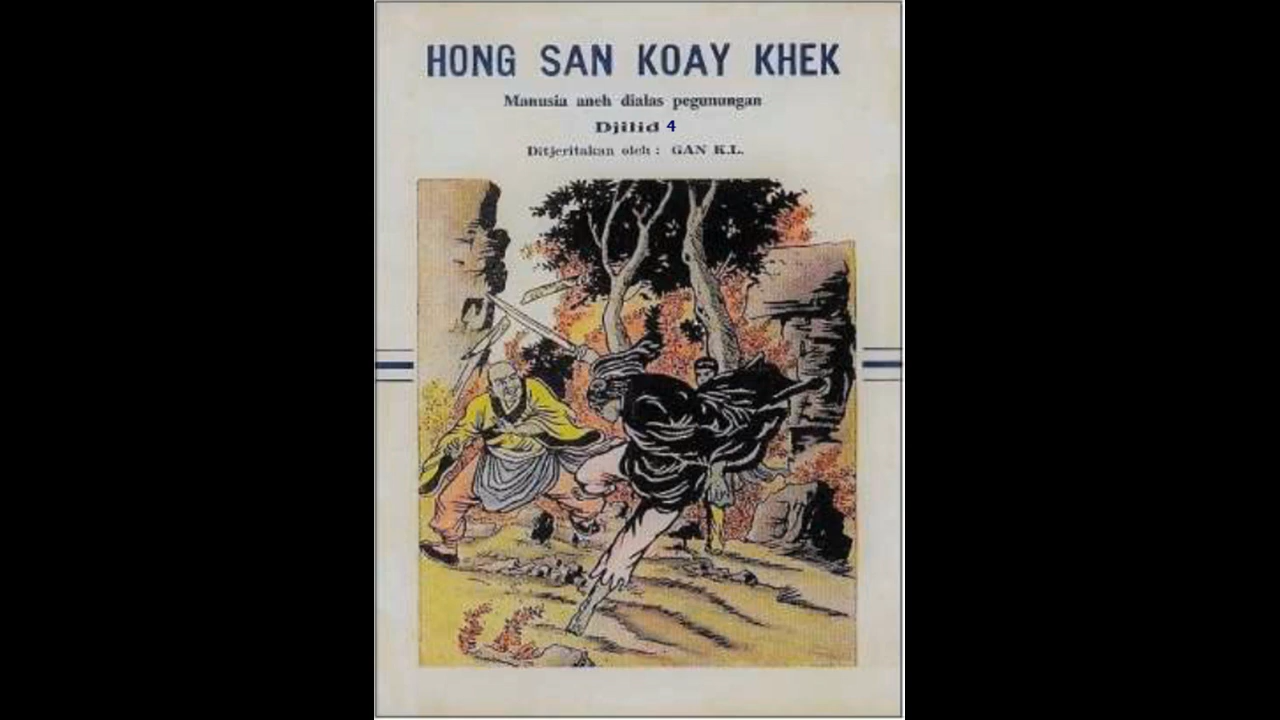 HONG SAN KOAY KHEK
Manusia aneh dialas pegunungan
Djilid 4
Ditjeritakan oleh : GAN K.L.